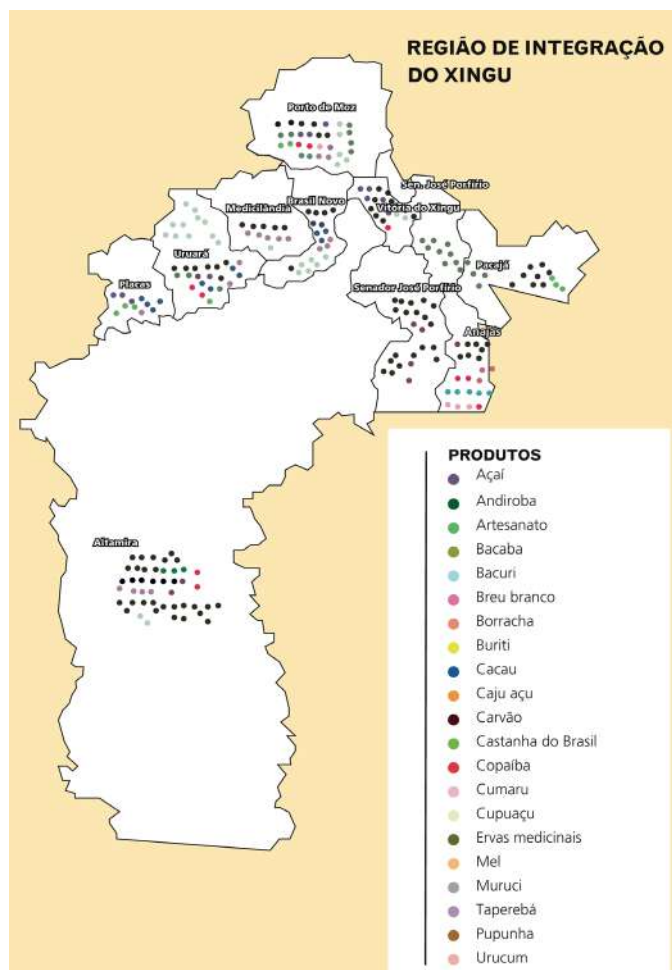 REGIÃO DE INTEGRAÇÃO
DO XINGU
Porto de Moz
Sen. José Porfírio
Brasil Novo
Medicilândia
Vitória do Xingu
Uruará
Pacajá
Placas
Senador José Porfírio
Anajás
Altamira
PRODUTOS
Açaí
Andiroba
Artesanato
Bacaba
Bacuri
Breu branco
Borracha
Buriti
Cacau
Caju açu
Carvão
Castanha do Brasil
Copaíba
Cumaru
Cupuaçu
Ervas medicinais
Mel
Muruci
Taperebá
Pupunha
Urucum